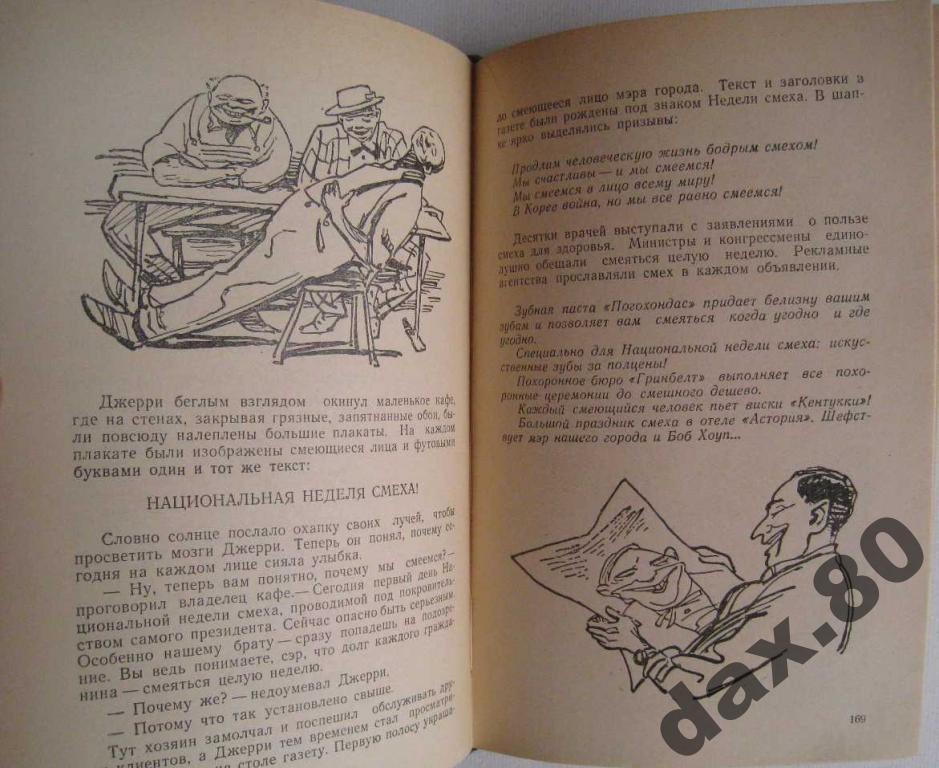 Джерри беглым взглядом окинул маленькое кафе,
где на стенах, закрывая грязные, запятнанные обои, бы-
ли повсюду налеплены большие плакаты. На каждом
плакате были изображены смеющиеся лица и футовыми
буквами один и тот же текст:
НАЦИОНАЛЬНАЯ НЕДЕЛЯ СМЕХА!
Словно солнце послало охапку своих лучей, чтобы
просветить мозги Джерри. Теперь он понял, почему се-
годня на каждом лице сияла улыбка.
— Ну, теперь вам понятно, почему мы смеемся?—
проговорил владелец кафе.— Сегодня первый день На-
циональной недели смеха, проводимой под покровитель-
ством самого президента. Сейчас опасно быть серьезным.
Особенно нашему брату — сразу попадешь на подозре-
ние. Вы ведь понимаете, сэр, что долг каждого гражда-
нина — смеяться целую неделю.
— Почему же? — недоумевал Джерри.
— Потому что так установлено свыше.
Тут хозяин замолчал и поспешил обслуживать дру-
клиентов, а Джерри тем временем стал просматри-
на столе газету. Первую полосу украша-
ло смеющееся лицо мэра города. Текст и заголовки в
газете были рождены под знаком Недели смеха. В шап-
ке ярко выделялись призывы:
Продлим человеческую жизнь бодрым смехом!
Мы счастливы — и мы смеемся!
Мы смеемся в лицо всему миру!
В Корее война, но мы все равно смеемся!
Десятки врачей выступали с заявлениями о пользе
смеха для здоровья. Министры и конгрессмены едино-
душно обещали смеяться целую неделю. Рекламные
агентства прославляли смех в каждом объявлении.
Зубная паста «Погохондас» придает белизну вашим
зубам и позволяет вам смеяться когда угодно и где
угодно.
Специально для Национальной недели смеха: искус-
ственные зубы за полцены!
Похоронное бюро «Гринбелт» выполняет все похо-
ронные церемонии до смешного дешево.
Каждый смеющийся человек пьет виски «Кентукки»!
Большой праздник смеха в отеле «Астория». Шефст-
вует мэр нашего города и Боб Хоуп...
169
dax.80